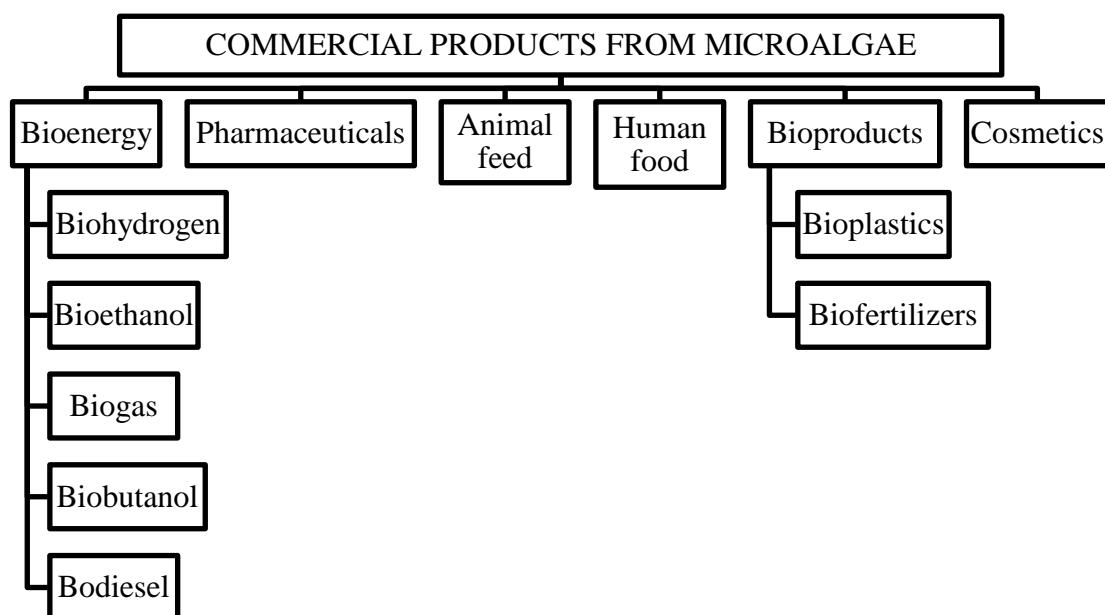 COMMERCIAL PRODUCTS FROM MICROALGAE
Bioenergy
Pharmaceuticals
Animal
feed
Human
food
Bioproducts
Cosmetics
Biohydrogen
Bioethanol
Biogas
Biobutanol
Bodiesel
Bioplastics
Biofertilizers